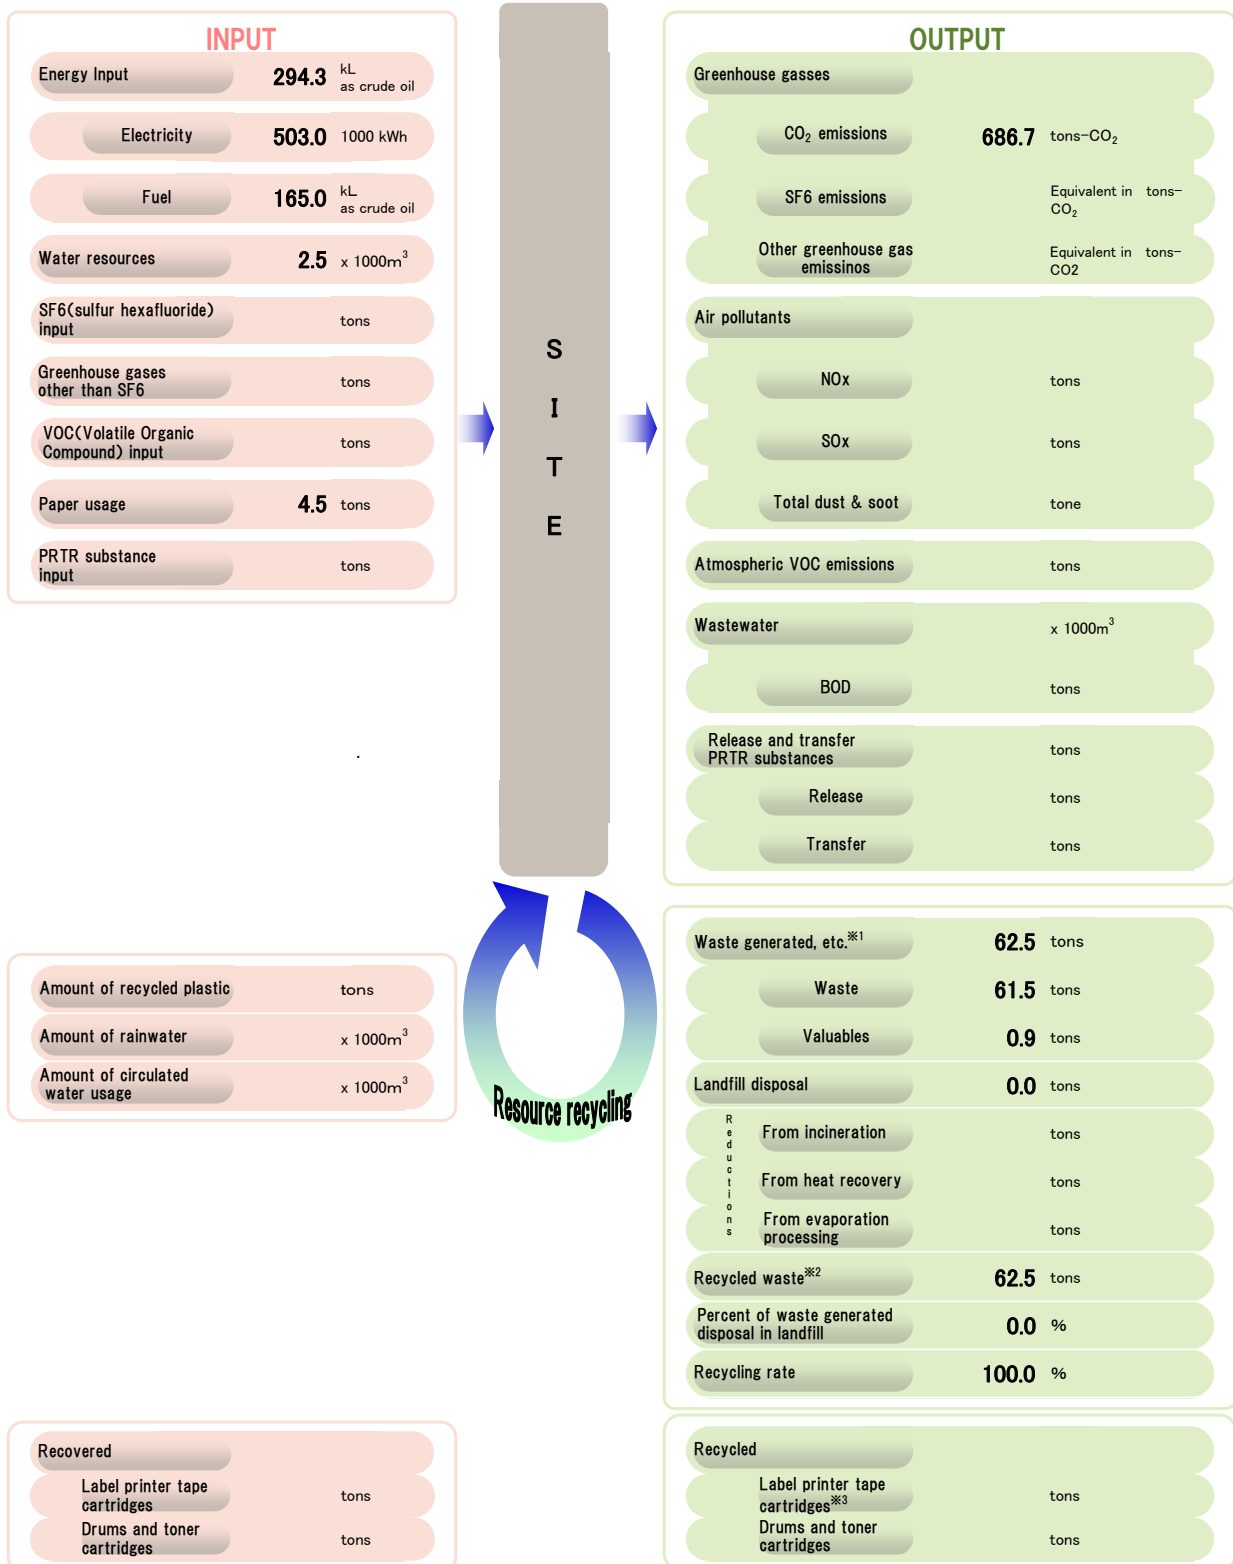 INPUT
Energy Input 294.3 kL
as crude oil
Electricity 503.0 1000 kWh
Fuel 165.0 kL
as crude oil
Water resources 2.5 x 1000m³
SF6(sulfur hexafluoride)
input tons
Greenhouse gases
other than SF6 tons
VOC(Volatile Organic
Compound) input tons
Paper usage 4.5 tons
PRTR substance
input tons
S
I
T
E
OUTPUT
Greenhouse gasses
CO₂ emissions 686.7 tons-CO₂
SF6 emissions Equivalent in tons-
CO₂
Other greenhouse gas
emissinos Equivalent in tons-
CO2
Air pollutants
NOx tons
SOx tons
Total dust & soot tone
Atmospheric VOC emissions tons
Wastewater x 1000m³
BOD tons
Release and transfer
PRTR substances tons
Release tons
Transfer tons
Amount of recycled plastic tons
Amount of rainwater x 1000m³
Amount of circulated
water usage x 1000m³
Resource recycling
Waste generated, etc.※1 62.5 tons
Waste 61.5 tons
Valuables 0.9 tons
Landfill disposal 0.0 tons
Reductions
From incineration tons
From heat recovery tons
From evaporation
processing tons
Recycled waste※2 62.5 tons
Percent of waste generated
disposal in landfill 0.0 %
Recycling rate 100.0 %
Recovered
Label printer tape
cartridges tons
Drums and toner
cartridges tons
Recycled
Label printer tape
cartridges※3 tons
Drums and toner
cartridges tons